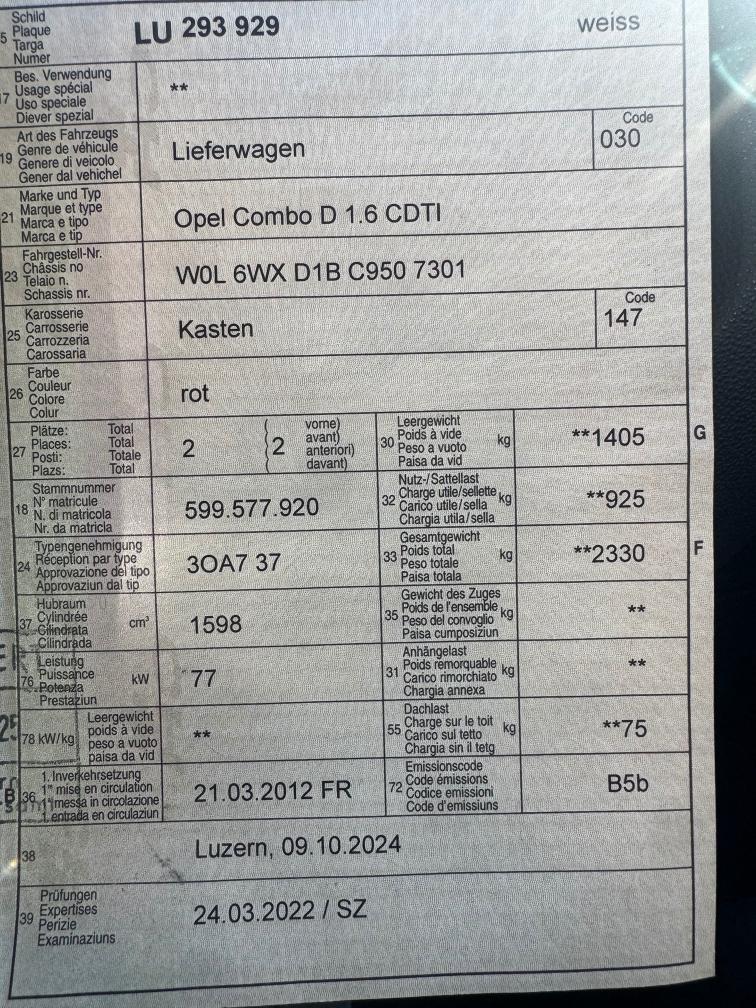 15 Schild LU 293 929 weiss
Plaque
Targa
Numer
17 Bes. Verwendung **
Usage spécial
Uso speciale
Diever spezial
19 Art des Fahrzeugs Lieferwagen Code
Genre de véhicule 030
Genere di veicolo
Gener dal vehichel
21 Marke und Typ Opel Combo D 1.6 CDTI
Marque et type
Marca e tipo
Marca e tip
23 Fahrgestell-Nr. W0L 6WX D1B C950 7301
Châssis no
Telaio n.
Schassis nr.
25 Karosserie Kasten Code
Carrosserie 147
Carrozzeria
Carossaria
26 Farbe rot
Couleur
Colore
Colur
27 Plätze: Total 2 (2 vorne)
Places: Total avant)
Posti: Totale anteriori)
Plazs: Total davant)
30 Leergewicht kg **1405 G
Poids à vide
Peso a vuoto
Paisa da vid
18 Stammnummer 599.577.920
N° matricule
N. di matricola
Nr. da matricla
32 Nutz-/Sattellast kg **925
Charge utile/sellette
Carico utile/sella
Chargia utila/sella
24 Typengenehmigung 3OA7 37
Réception par type
Approvazione del tipo
Approvaziun dal tip
33 Gesamtgewicht kg **2330 F
Poids total
Peso totale
Paisa totala
37 Hubraum cm³ 1598
Cylindrée
Cilindrata
Cilindrada
35 Gewicht des Zuges kg **
Poids de l'ensemble
Peso del convoglio
Paisa cumposiziun
76 Leistung kW 77
Puissance
Potenza
Prestaziun
31 Anhängelast kg **
Poids remorquable
Carico rimorchiato
Chargia annexa
78 kW/kg Leergewicht **
poids à vide
peso a vuoto
paisa da vid
55 Dachlast kg **75
Charge sur le toit
Carico sul tetto
Chargia sin il tetg
36 1. Inverkehrsetzung 21.03.2012 FR
1re mise en circulation
1a messa in circolazione
1. entrada en circulaziun
72 Emissionscode B5b
Code émissions
Codice emissioni
Code d'emissiuns
38 Luzern, 09.10.2024
39 Prüfungen 24.03.2022 / SZ
Expertises
Perizie
Examinaziuns